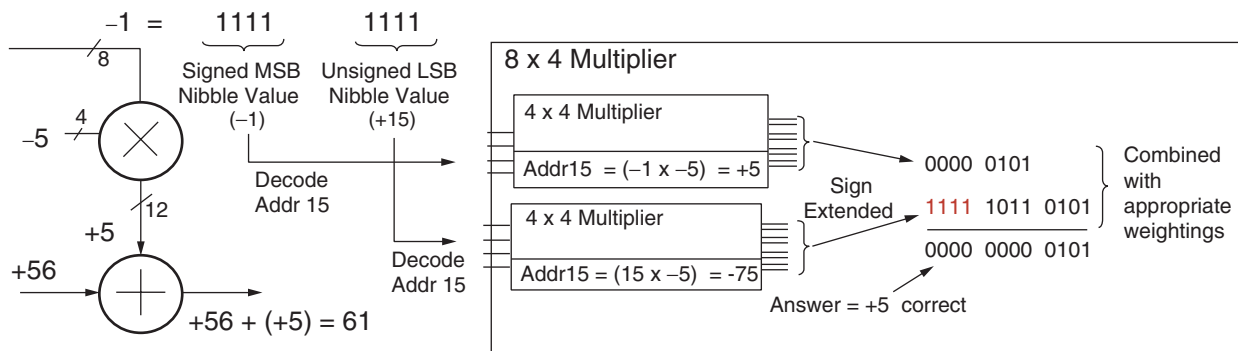 −1 = 1111 1111
8
Signed MSB
Nibble Value
(−1)
Unsigned LSB
Nibble Value
(+15)
−5
4
12
+5
+56
+56 + (+5) = 61
Decode
Addr 15
Decode
Addr 15
8 x 4 Multiplier
4 x 4 Multiplier
Addr15 = (−1 x −5) = +5
4 x 4 Multiplier
Addr15 = (15 x −5) = -75
Sign
Extended
0000 0101
1111 1011 0101
0000 0000 0101
Answer = +5 correct
Combined
with
appropriate
weightings